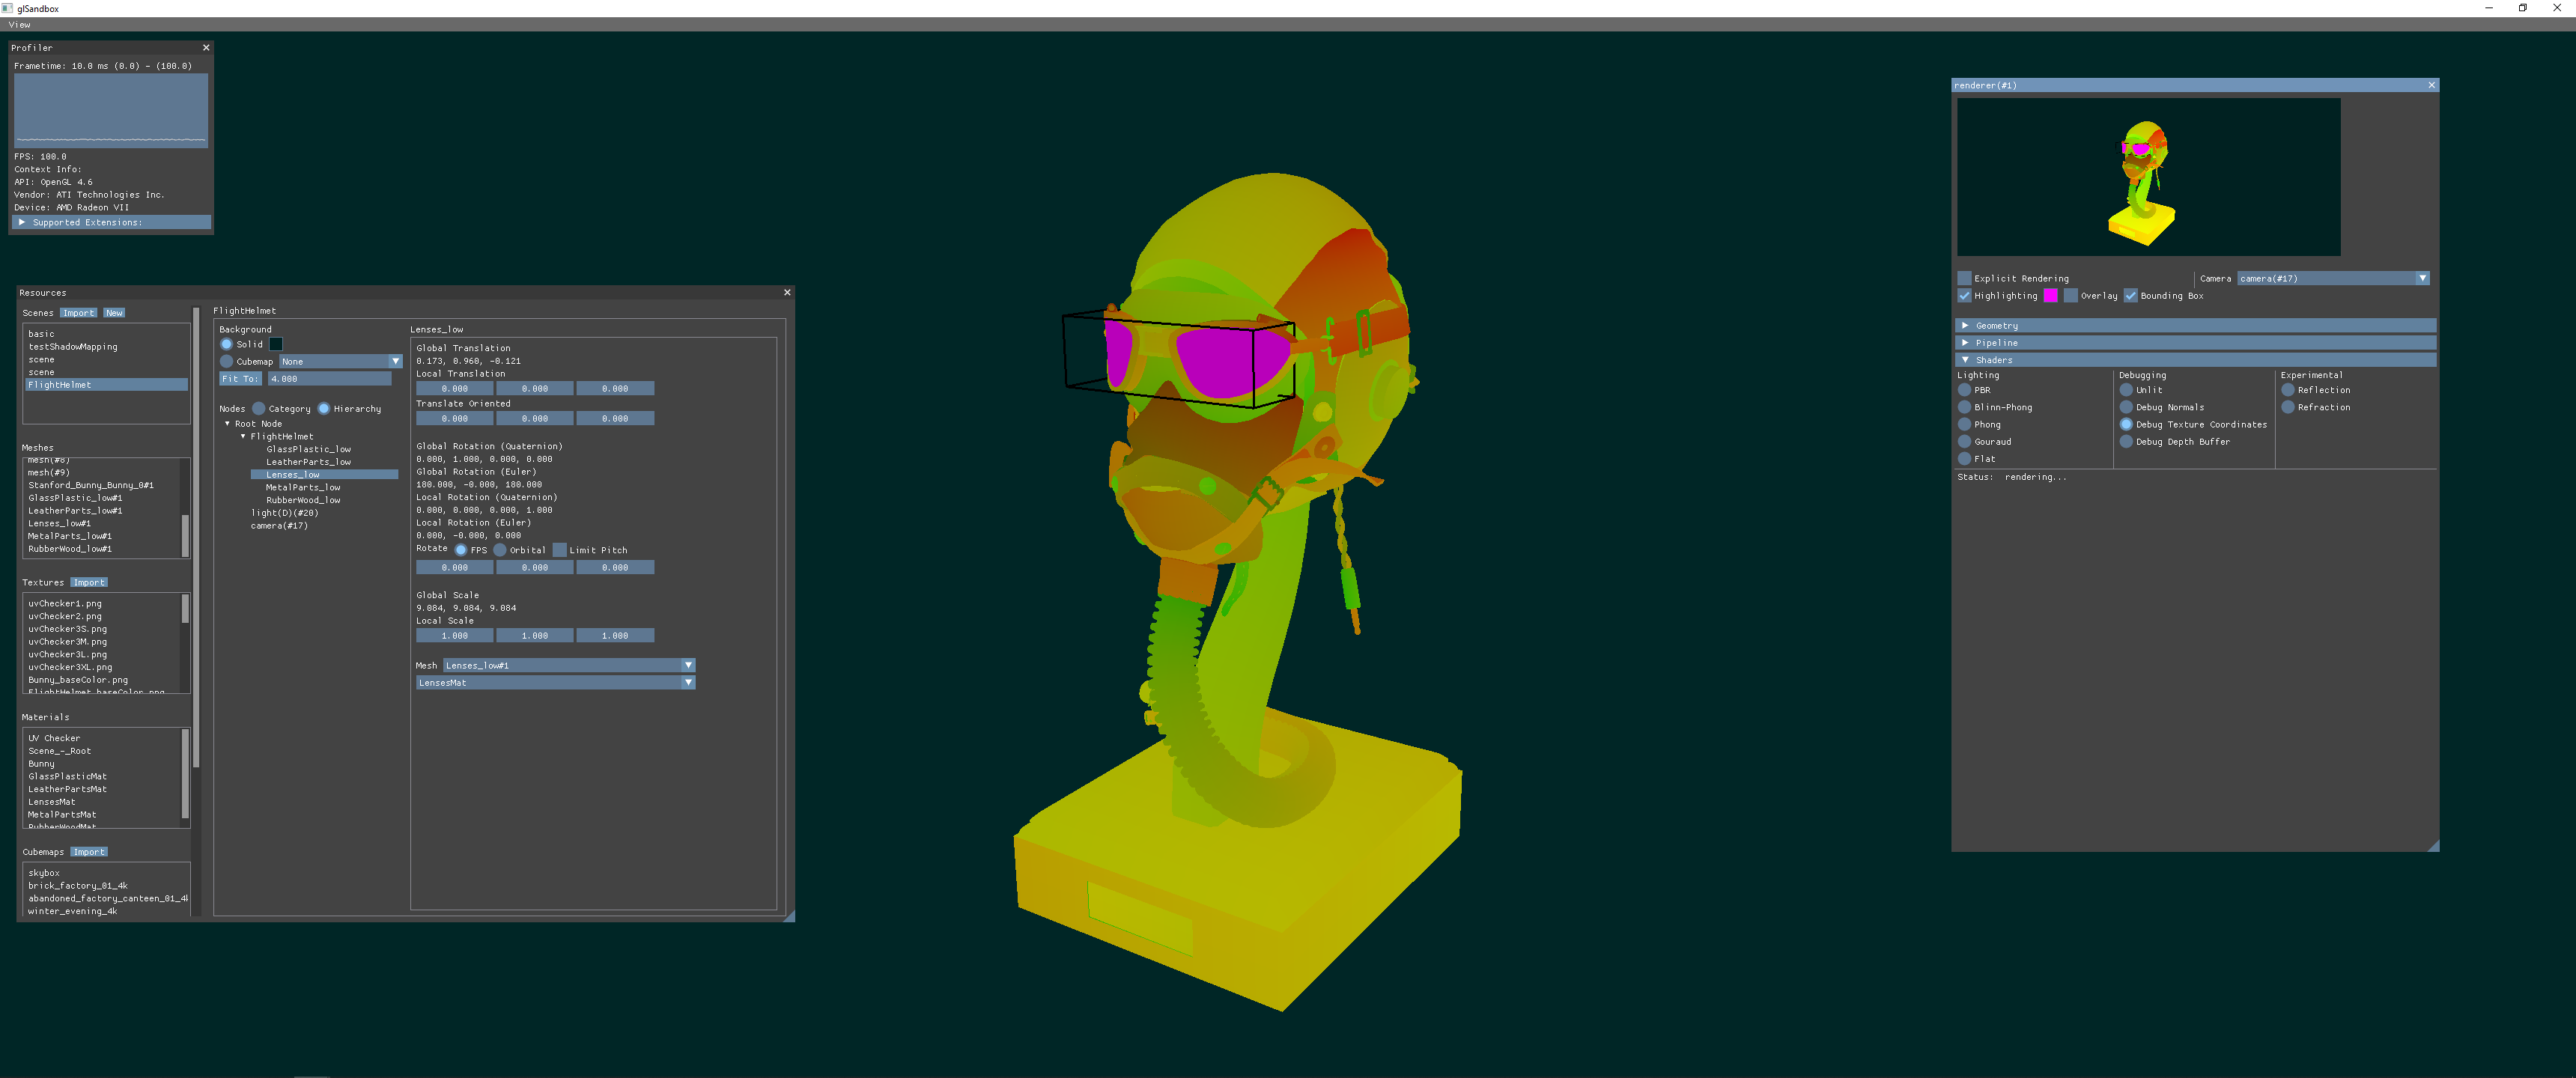 glSandbox
View
Profiler
Frametime: 10.0 ms (0.0) - (100.0)
FPS: 100.0
Context Info:
API: OpenGL 4.6
Vendor: ATI Technologies Inc.
Device: AMD Radeon VII
Supported Extensions:
Resources
Scenes Import New
basic
testShadowMapping
scene
scene
FlightHelmet
Meshes
mesh(#8)
mesh(#9)
Stanford_Bunny_Bunny_0#1
GlassPlastic_low#1
LeatherParts_low#1
Lenses_low#1
MetalParts_low#1
RubberWood_low#1
Textures Import
uvChecker1.png
uvChecker2.png
uvChecker3S.png
uvChecker3M.png
uvChecker3L.png
uvChecker3XL.png
Bunny_baseColor.png
FlightHelmet_baseColor.png
Materials
UV Checker
Scene_-_Root
Bunny
GlassPlasticMat
LeatherPartsMat
LensesMat
MetalPartsMat
RubberWoodMat
Cubemaps Import
skybox
brick_factory_01_4k
abandoned_factory_canteen_01_4k
winter_evening_4k
FlightHelmet
Background
Solid
Cubemap None
Fit To: 4.000
Nodes Category Hierarchy
Root Node
FlightHelmet
GlassPlastic_low
LeatherParts_low
Lenses_low
MetalParts_low
RubberWood_low
light(D)(#20)
camera(#17)
Lenses_low
Global Translation
0.173, 0.960, -0.121
Local Translation
0.000 0.000 0.000
Translate Oriented
0.000 0.000 0.000
Global Rotation (Quaternion)
0.000, 1.000, 0.000, 0.000
Global Rotation (Euler)
180.000, -0.000, 180.000
Local Rotation (Quaternion)
0.000, 0.000, 0.000, 1.000
Local Rotation (Euler)
0.000, -0.000, 0.000
Rotate FPS Orbital Limit Pitch
0.000 0.000 0.000
Global Scale
9.084, 9.084, 9.084
Local Scale
1.000 1.000 1.000
Mesh Lenses_low#1
LensesMat
renderer(#1)
Explicit Rendering Camera camera(#17)
Highlighting Overlay Bounding Box
Geometry
Pipeline
Shaders
Lighting Debugging Experimental
PBR Unlit Reflection
Blinn-Phong Debug Normals Refraction
Phong Debug Texture Coordinates
Gouraud Debug Depth Buffer
Flat
Status: rendering...